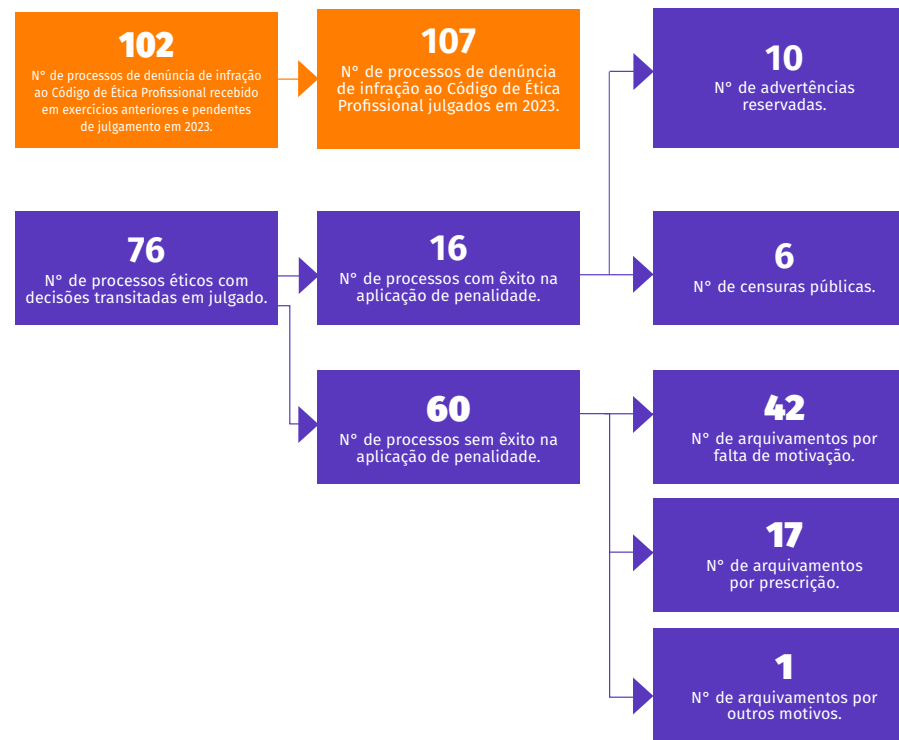 102
N° de processos de denúncia de infração
ao Código de Ética Profissional recebido
em exercícios anteriores e pendentes
de julgamento em 2023.
107
N° de processos de denúncia
de infração ao Código de Ética
Profissional julgados em 2023.
10
N° de advertências
reservadas.
76
N° de processos éticos com
decisões transitadas em julgado.
16
N° de processos com êxito na
aplicação de penalidade.
6
N° de censuras públicas.
60
N° de processos sem êxito na
aplicação de penalidade.
42
N° de arquivamentos por
falta de motivação.
17
N° de arquivamentos
por prescrição.
1
N° de arquivamentos por
outros motivos.